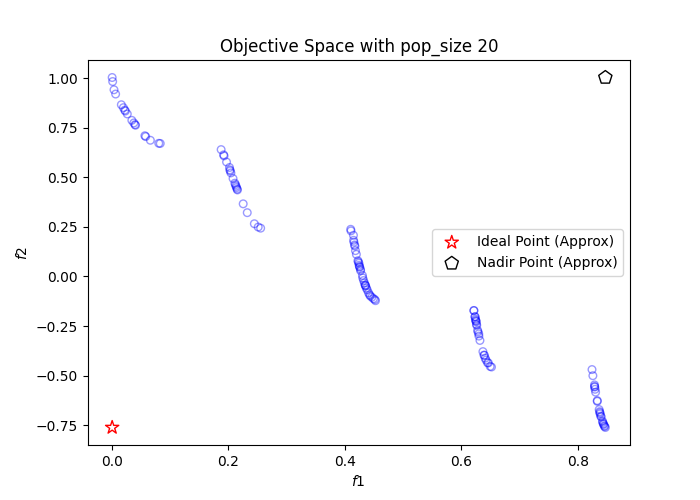 Objective Space with pop_size 20
1.00
0.75
0.50
0.25
0.00
−0.25
−0.50
−0.75
f2
Ideal Point (Approx)
Nadir Point (Approx)
0.0 0.2 0.4 0.6 0.8
f1